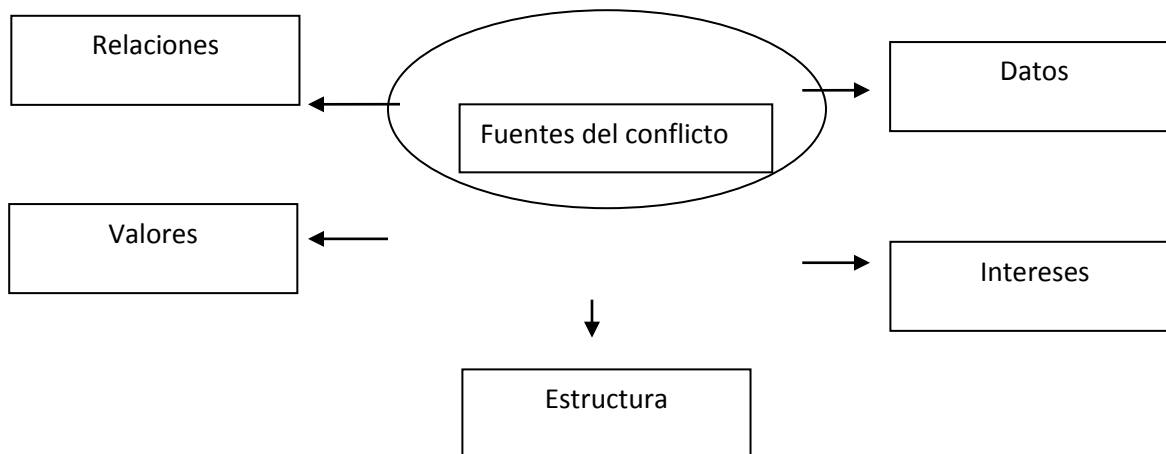 Relaciones
Datos
Fuentes del conflicto
Valores
Intereses
Estructura